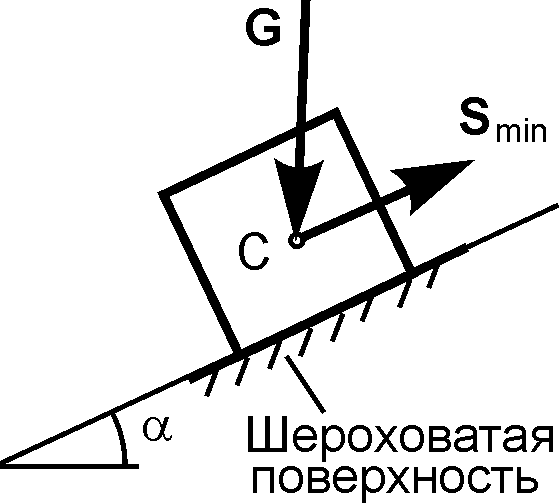 G
S min
C
α
Шероховатая
поверхность